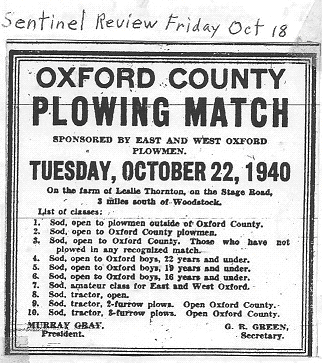 Sentinel Review Friday Oct 18
OXFORD COUNTY
PLOWING MATCH
SPONSORED BY EAST AND WEST OXFORD
PLOWMEN.
TUESDAY, OCTOBER 22, 1940
On the farm of Leslie Thornton, on the Stage Road,
3 miles south of Woodstock.
List of classes:
1. Sod, open to plowmen outside of Oxford County.
2. Sod, open to Oxford County plowmen.
3. Sod, open to Oxford County. Those who have not
plowed in any recognized match.
4. Sod, open to Oxford boys, 22 years and under.
5. Sod, open to Oxford boys, 19 years and under.
6. Sod, open to Oxford boys, 16 years and under.
7. Sod, amateur class for East and West Oxford.
8. Sod, tractor, open.
9. Sod, tractor, 2-furrow plows. Open Oxford County.
10. Sod, tractor, 3-furrow plows. Open Oxford County.
MURRAY GRAY, G. R. GREEN,
President. Secretary.